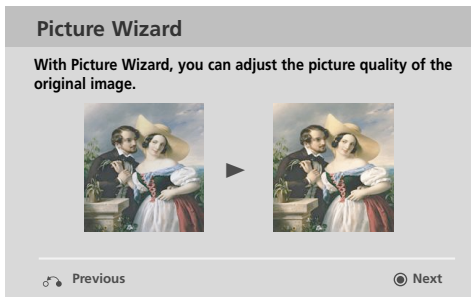 Picture Wizard
With Picture Wizard, you can adjust the picture quality of the
original image.
Previous
Next